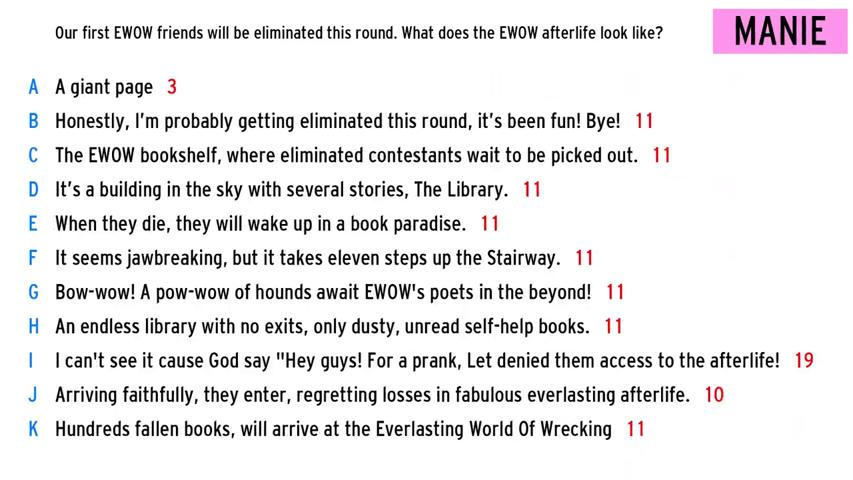 Our first EWOW friends will be eliminated this round. What does the EWOW afterlife look like?
MANIE
A A giant page 3
B Honestly, I'm probably getting eliminated this round, it's been fun! Bye! 11
C The EWOW bookshelf, where eliminated contestants wait to be picked out. 11
D It's a building in the sky with several stories, The Library. 11
E When they die, they will wake up in a book paradise. 11
F It seems jawbreaking, but it takes eleven steps up the Stairway. 11
G Bow-wow! A pow-wow of hounds await EWOW's poets in the beyond! 11
H An endless library with no exits, only dusty, unread self-help books. 11
I I can't see it cause God say "Hey guys! For a prank, Let denied them access to the afterlife! 19
J Arriving faithfully, they enter, regretting losses in fabulous everlasting afterlife. 10
K Hundreds fallen books, will arrive at the Everlasting World Of Wrecking 11